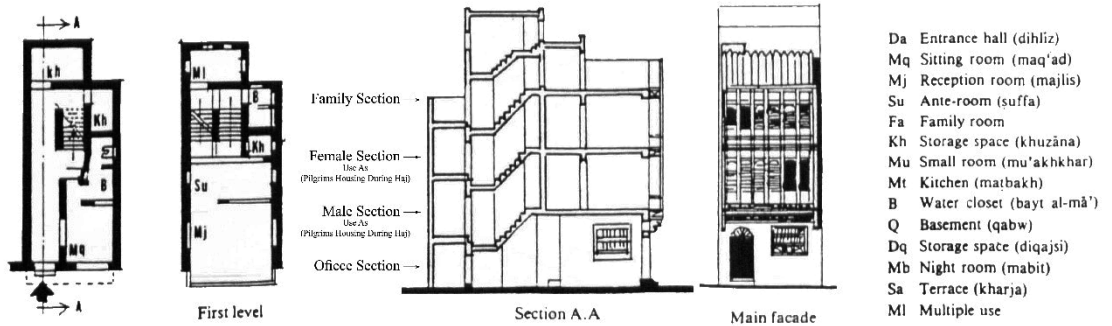 A
kh
Kh
B
Mq
A
Ml
B
Kh
Su
Mj
First level
Family Section
Female Section
Use As
(Pilgrims Housing During Haj)
Male Section
Use As
(Pilgrims Housing During Haj)
Oficce Section
Section A.A
Main facade
Da Entrance hall (dihlīz)
Mq Sitting room (maq'ad)
Mj Reception room (majlis)
Su Ante-room (ṣuffa)
Fa Family room
Kh Storage space (khuzāna)
Mu Small room (mu'akhkhar)
Mt Kitchen (maṭbakh)
B Water closet (bayt al-mā')
Q Basement (qabw)
Dq Storage space (diqajsi)
Mb Night room (mabit)
Sa Terrace (kharja)
Ml Multiple use